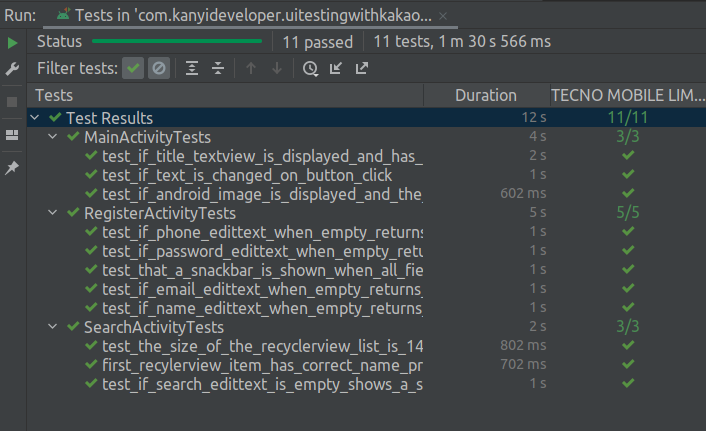 Run: Tests in 'com.kanyideveloper.uitestingwithkakao...
Status 11 passed 11 tests, 1 m 30 s 566 ms
Filter tests:
Tests Duration TECNO MOBILE LIM...
Test Results 12 s 11/11
MainActivityTests 4 s 3/3
test_if_title_textview_is_displayed_and_has_ 2 s
test_if_text_is_changed_on_button_click 1 s
test_if_android_image_is_displayed_and_the_ 602 ms
RegisterActivityTests 5 s 5/5
test_if_phone_edittext_when_empty_returns 1 s
test_if_password_edittext_when_empty_retu 1 s
test_that_a_snackbar_is_shown_when_all_fie 1 s
test_if_email_edittext_when_empty_returns_ 1 s
test_if_name_edittext_when_empty_returns_ 1 s
SearchActivityTests 2 s 3/3
test_the_size_of_the_recyclerview_list_is_14 802 ms
first_recylerview_item_has_correct_name_pr 702 ms
test_if_search_edittext_is_empty_shows_a_s 1 s